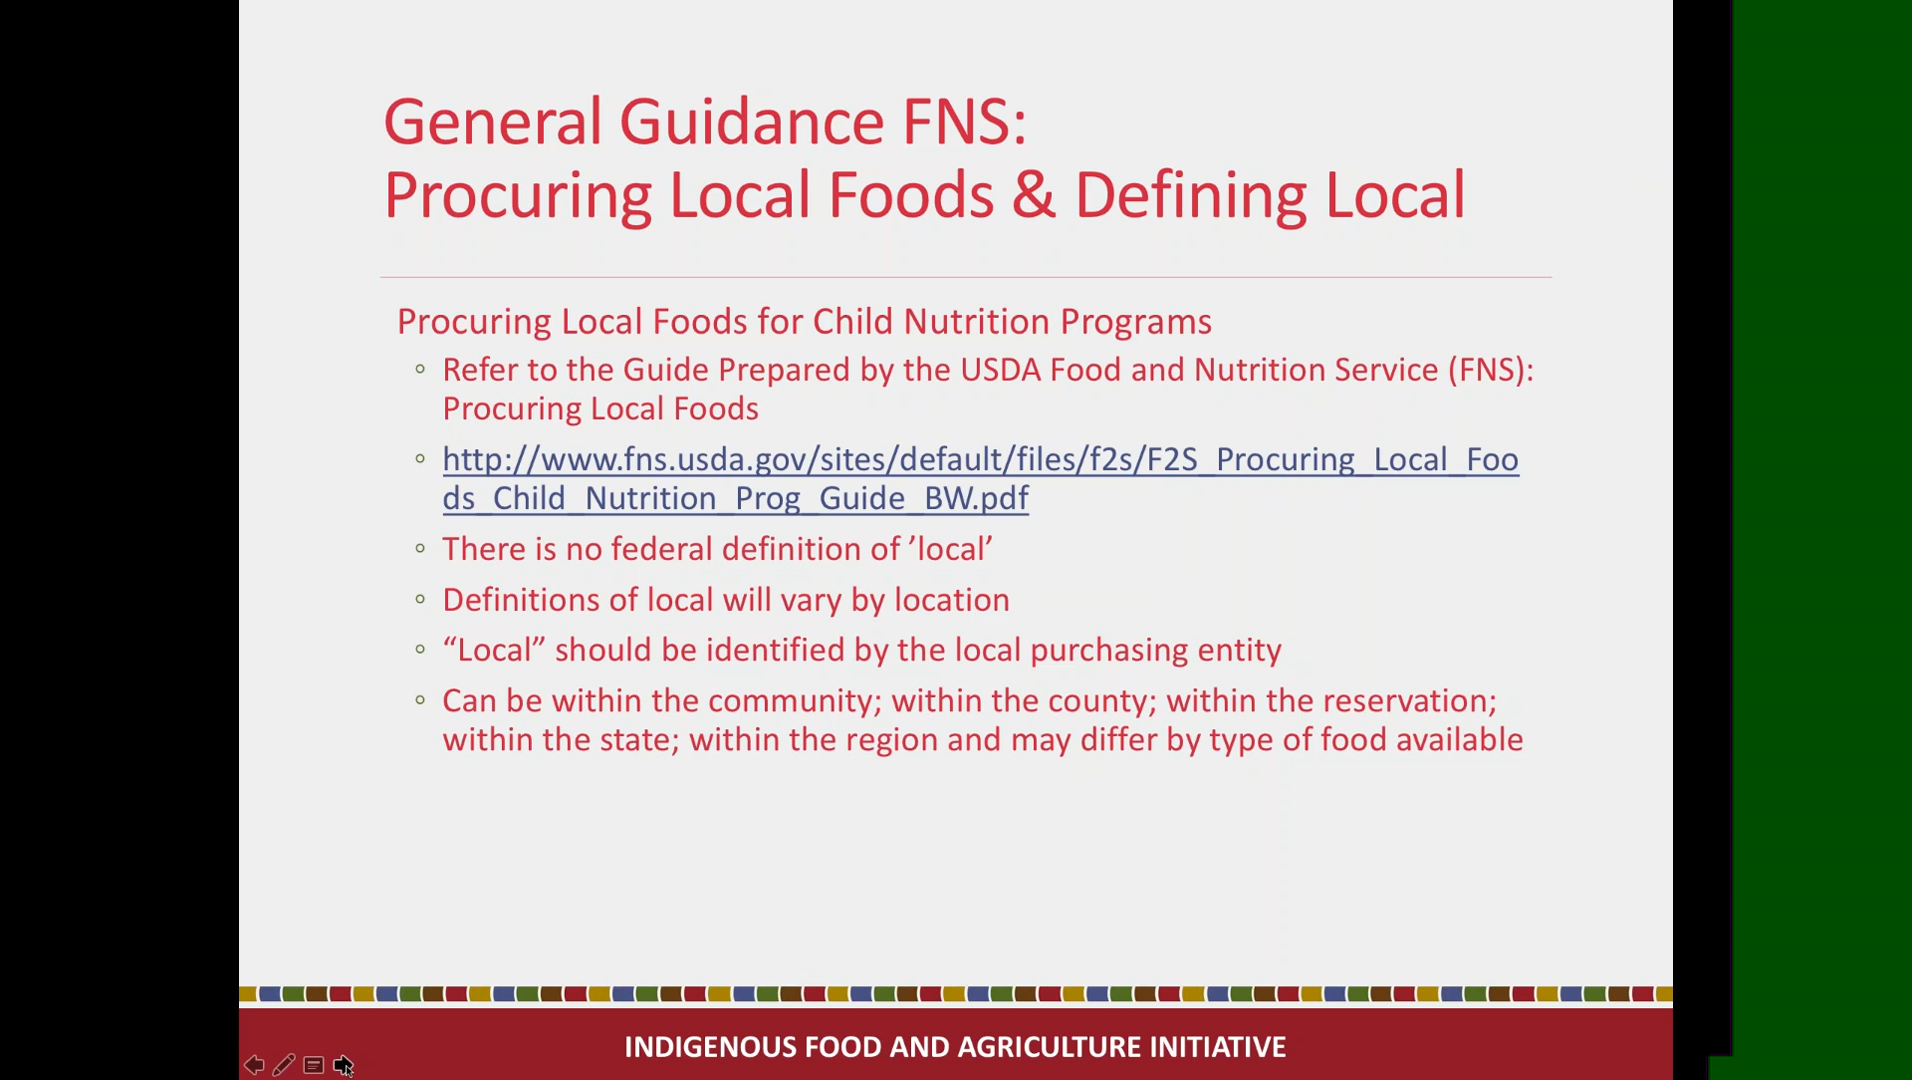 General Guidance FNS:
Procuring Local Foods & Defining Local
Procuring Local Foods for Child Nutrition Programs
◦ Refer to the Guide Prepared by the USDA Food and Nutrition Service (FNS):
Procuring Local Foods
◦ http://www.fns.usda.gov/sites/default/files/f2s/F2S_Procuring_Local_Foo
ds_Child_Nutrition_Prog_Guide_BW.pdf
◦ There is no federal definition of ’local’
◦ Definitions of local will vary by location
◦ “Local” should be identified by the local purchasing entity
◦ Can be within the community; within the county; within the reservation;
within the state; within the region and may differ by type of food available
INDIGENOUS FOOD AND AGRICULTURE INITIATIVE